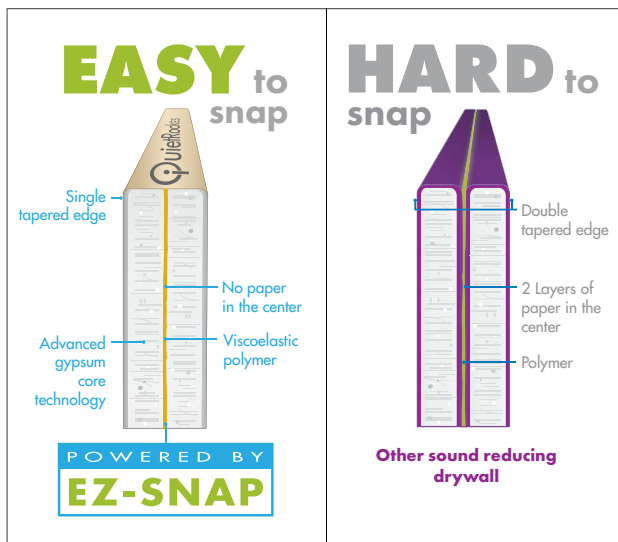 EASY to
snap
QuietRock®
Single
tapered edge
No paper
in the center
Viscoelastic
polymer
Advanced
gypsum
core
technology
POWERED BY
EZ-SNAP
HARD to
snap
Double
tapered edge
2 Layers of
paper in the
center
Polymer
Other sound reducing
drywall